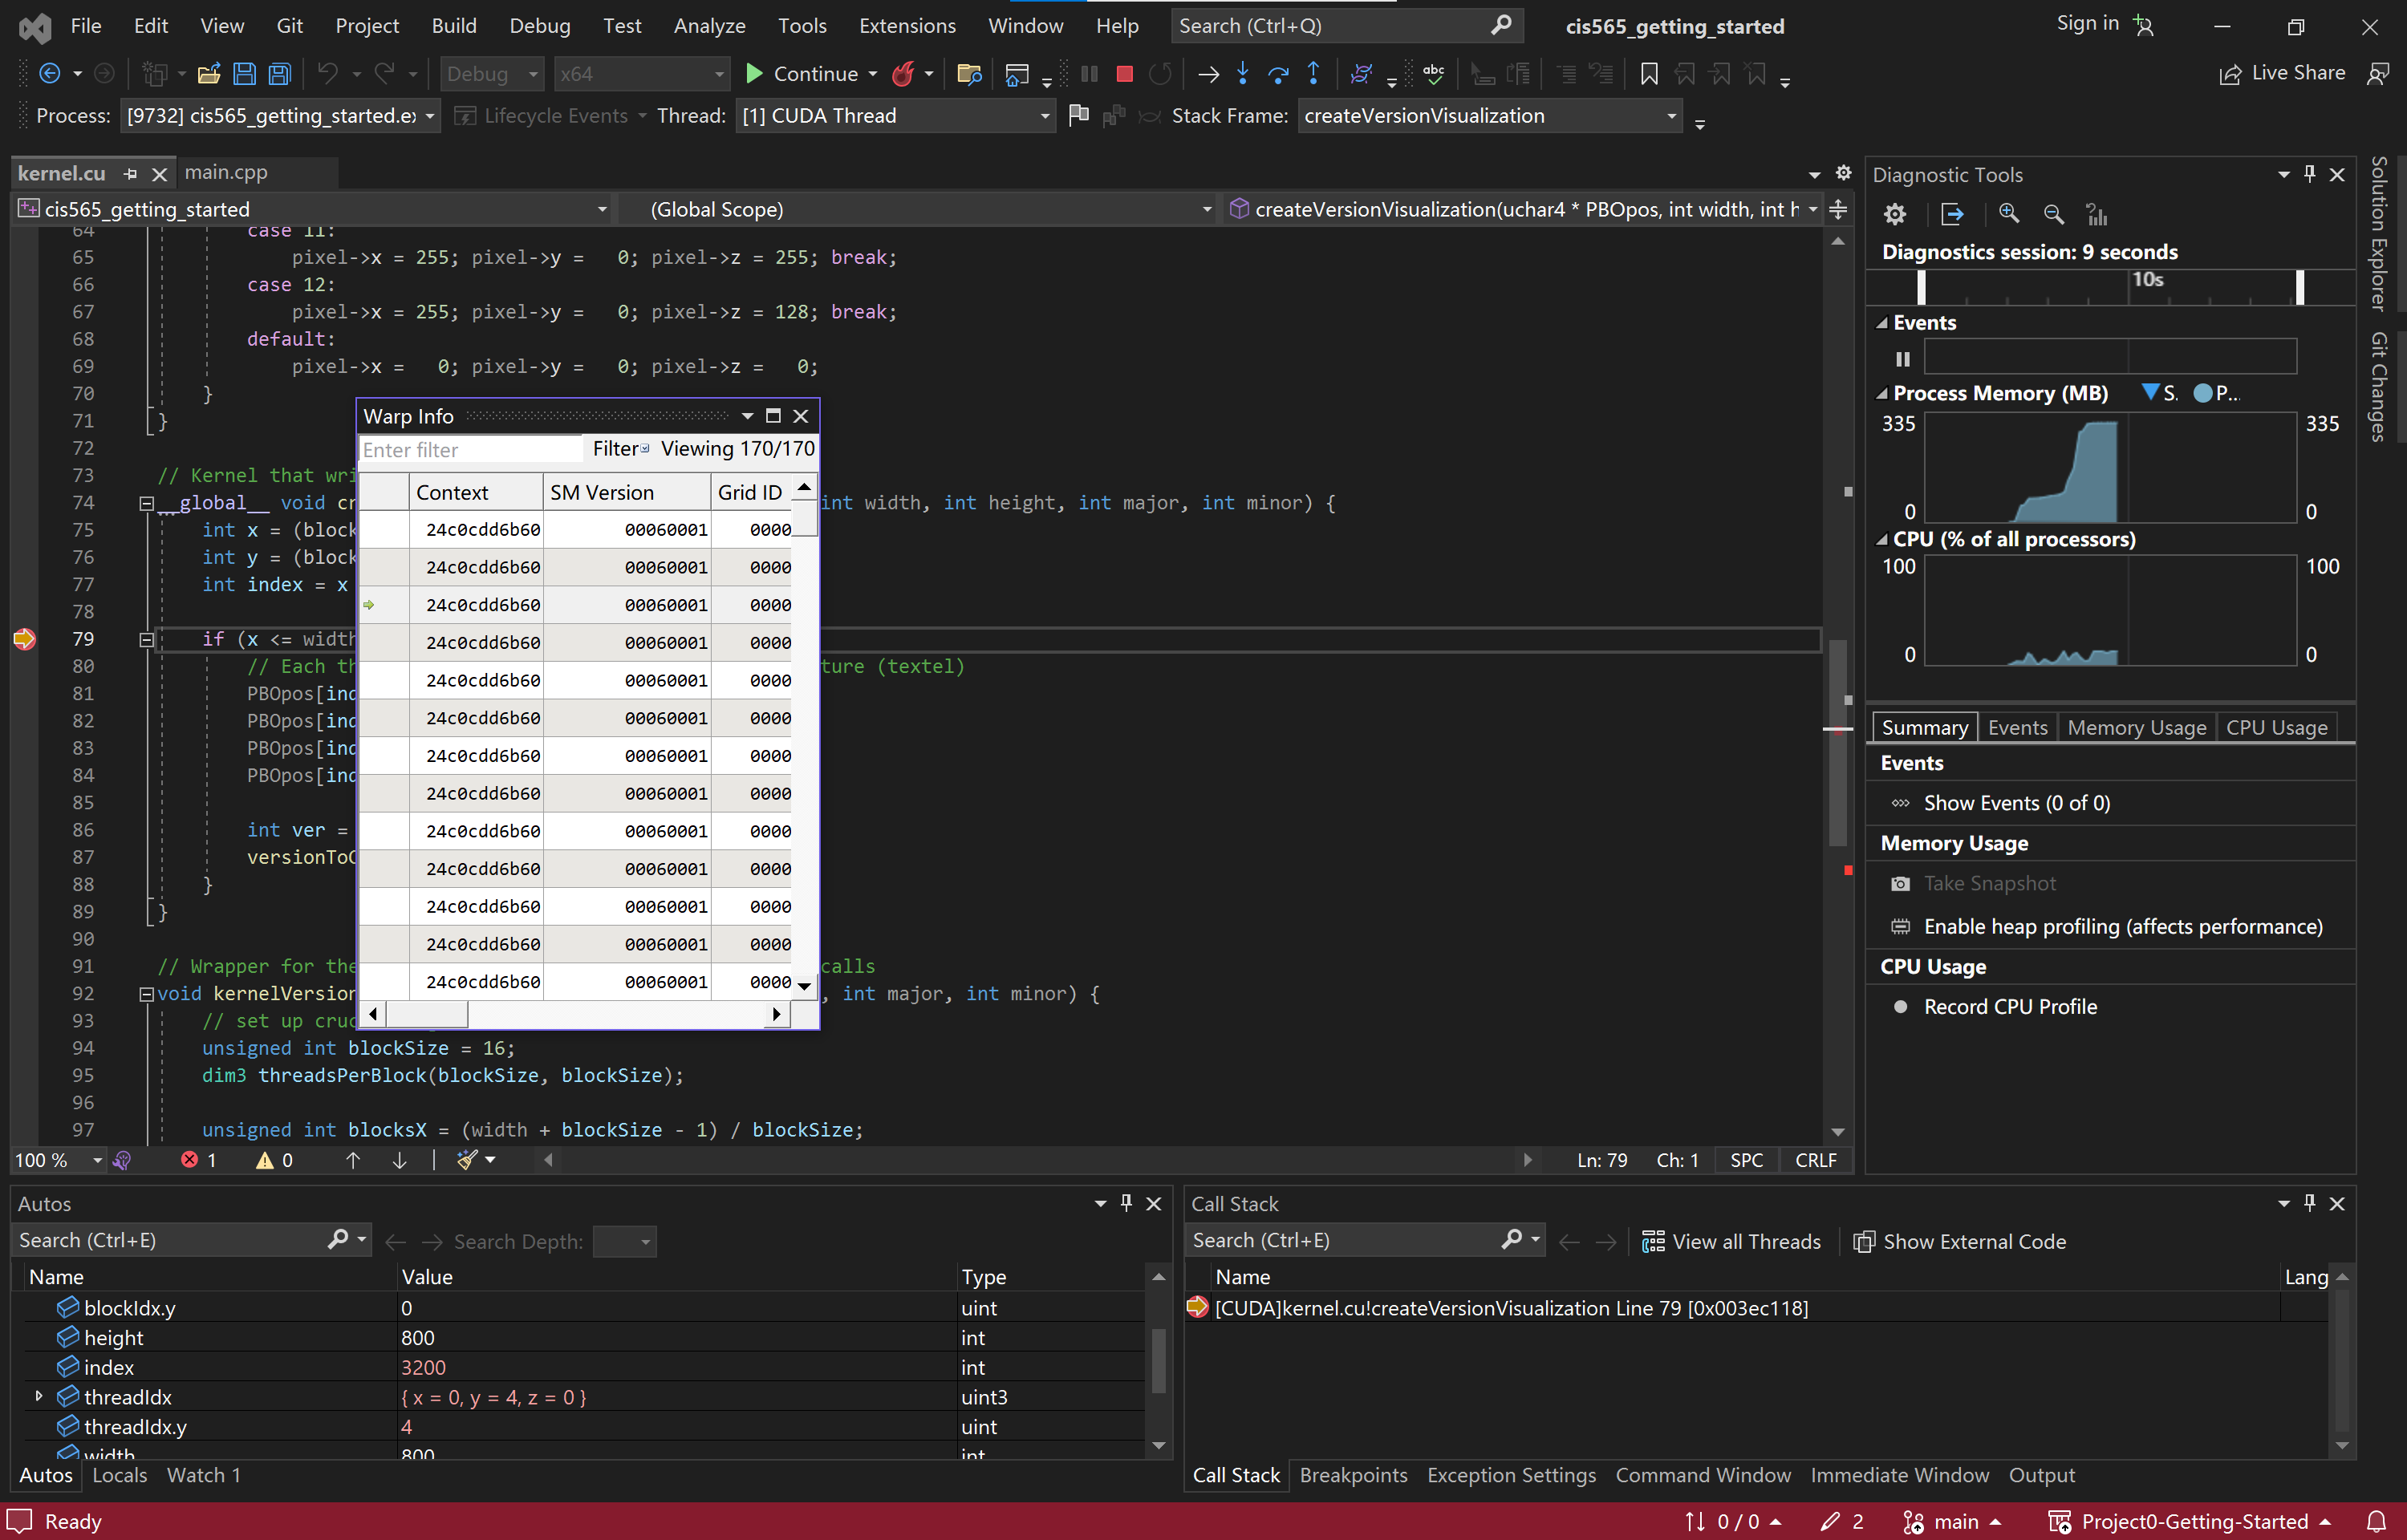 File Edit View Git Project Build Debug Test Analyze Tools Extensions Window Help Search (Ctrl+Q) cis565_getting_started Sign in
Debug x64 Continue Live Share
Process: [9732] cis565_getting_started.ex Lifecycle Events Thread: [1] CUDA Thread Stack Frame: createVersionVisualization
kernel.cu main.cpp
cis565_getting_started (Global Scope) createVersionVisualization(uchar4 * PBOpos, int width, int h
64 case 11:
65 pixel->x = 255; pixel->y =   0; pixel->z = 255; break;
66 case 12:
67 pixel->x = 255; pixel->y =   0; pixel->z = 128; break;
68 default:
69 pixel->x =   0; pixel->y =   0; pixel->z =   0;
70 }
71 }
72
73 // Kernel that wri
74 __global__ void cr int width, int height, int major, int minor) {
75 int x = (block
76 int y = (block
77 int index = x
78
79 if (x <= width
80 // Each th ture (textel)
81 PBOpos[ind
82 PBOpos[ind
83 PBOpos[ind
84 PBOpos[ind
85
86 int ver =
87 versionToC
88 }
89 }
90
91 // Wrapper for the calls
92 void kernelVersion , int major, int minor) {
93 // set up cruc
94 unsigned int blockSize = 16;
95 dim3 threadsPerBlock(blockSize, blockSize);
96
97 unsigned int blocksX = (width + blockSize - 1) / blockSize;
Warp Info
Enter filter Filter Viewing 170/170
Context SM Version Grid ID
24c0cdd6b60 00060001 0000
24c0cdd6b60 00060001 0000
24c0cdd6b60 00060001 0000
24c0cdd6b60 00060001 0000
24c0cdd6b60 00060001 0000
24c0cdd6b60 00060001 0000
24c0cdd6b60 00060001 0000
24c0cdd6b60 00060001 0000
24c0cdd6b60 00060001 0000
24c0cdd6b60 00060001 0000
24c0cdd6b60 00060001 0000
24c0cdd6b60 00060001 0000
24c0cdd6b60 00060001 0000
100 % 1 0 Ln: 79 Ch: 1 SPC CRLF
Diagnostic Tools
Diagnostics session: 9 seconds
10s
Events
Process Memory (MB) S. P...
335 335
0 0
CPU (% of all processors)
100 100
0 0
Summary Events Memory Usage CPU Usage
Events
Show Events (0 of 0)
Memory Usage
Take Snapshot
Enable heap profiling (affects performance)
CPU Usage
Record CPU Profile
Solution Explorer
Git Changes
Autos
Search (Ctrl+E) Search Depth:
Name Value Type
blockIdx.y 0 uint
height 800 int
index 3200 int
threadIdx { x = 0, y = 4, z = 0 } uint3
threadIdx.y 4 uint
width 800 int
Autos Locals Watch 1
Call Stack
Search (Ctrl+E) View all Threads Show External Code
Name Lang
[CUDA]kernel.cu!createVersionVisualization Line 79 [0x003ec118]
Call Stack Breakpoints Exception Settings Command Window Immediate Window Output
Ready 0 / 0 2 main Project0-Getting-Started